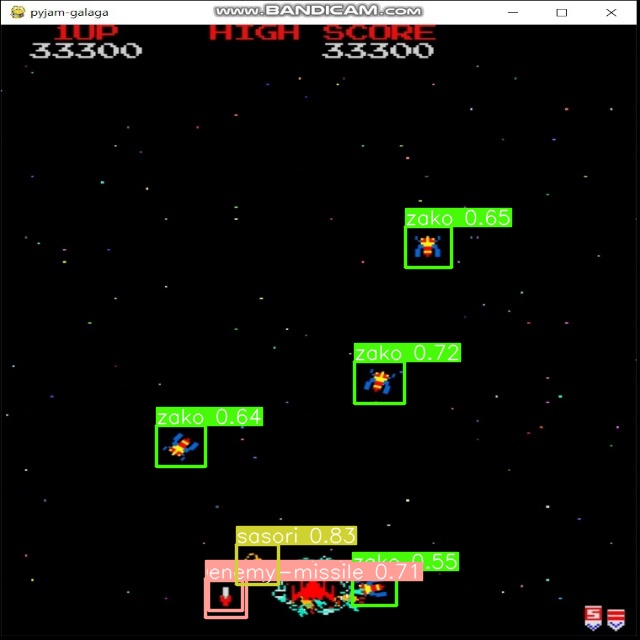 pyjam-galaga
www.BANDICAM.com
1UP HIGH SCORE
33300 33300
zako 0.65
zako 0.72
zako 0.64
sasori 0.83
zako 0.55
enemy-missile 0.71
5